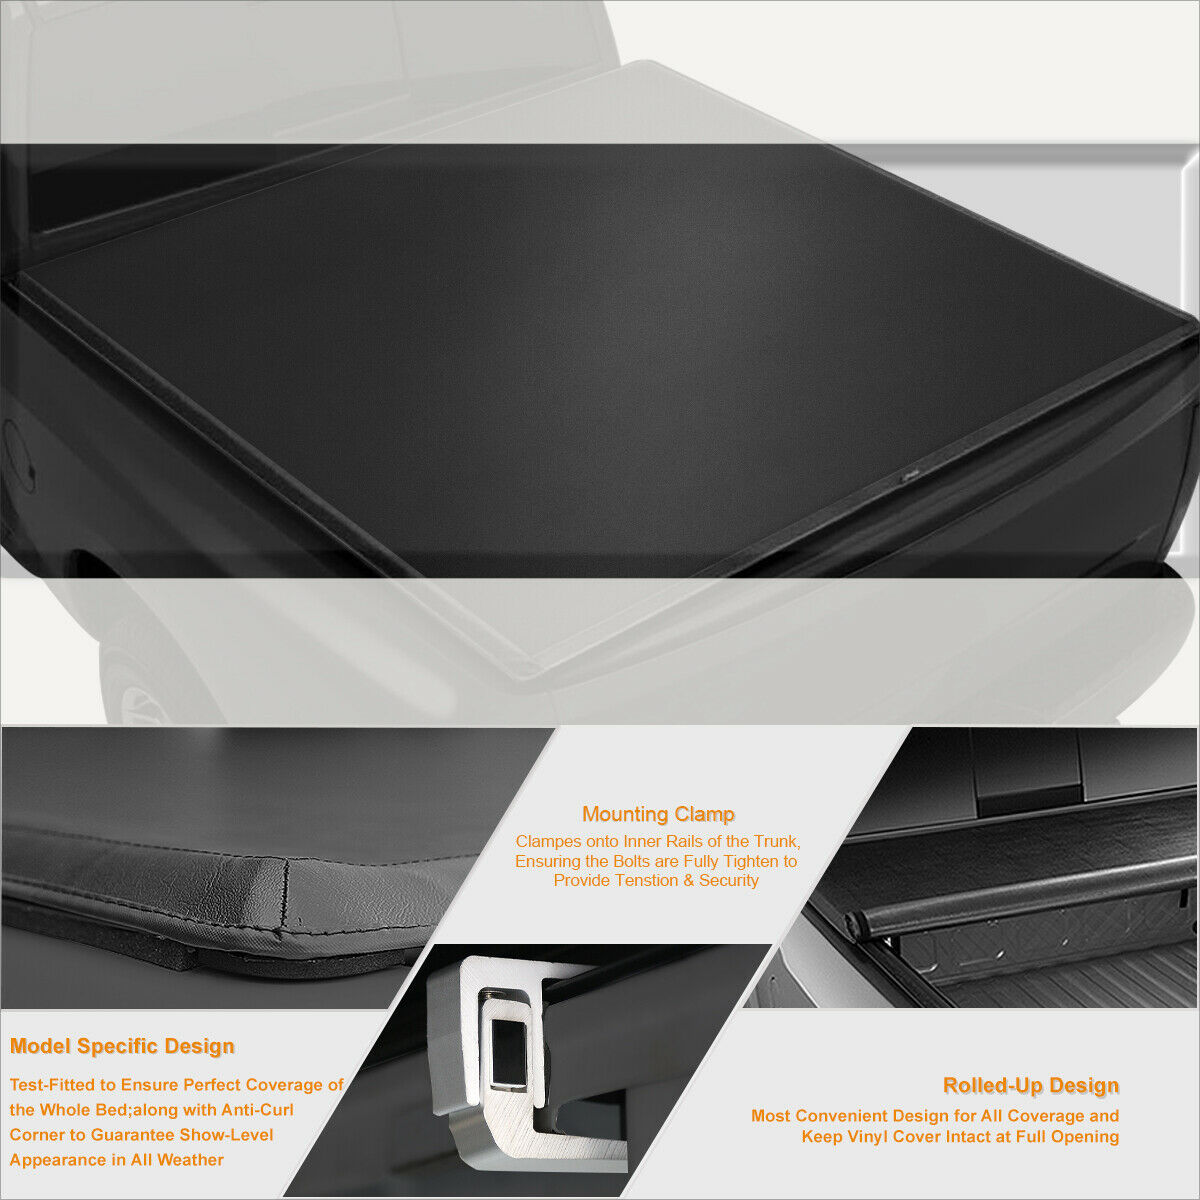 Mounting Clamp
Clampes onto Inner Rails of the Trunk,
Ensuring the Bolts are Fully Tighten to
Provide Tenstion & Security
Model Specific Design
Test-Fitted to Ensure Perfect Coverage of
the Whole Bed;along with Anti-Curl
Corner to Guarantee Show-Level
Appearance in All Weather
Rolled-Up Design
Most Convenient Design for All Coverage and
Keep Vinyl Cover Intact at Full Opening